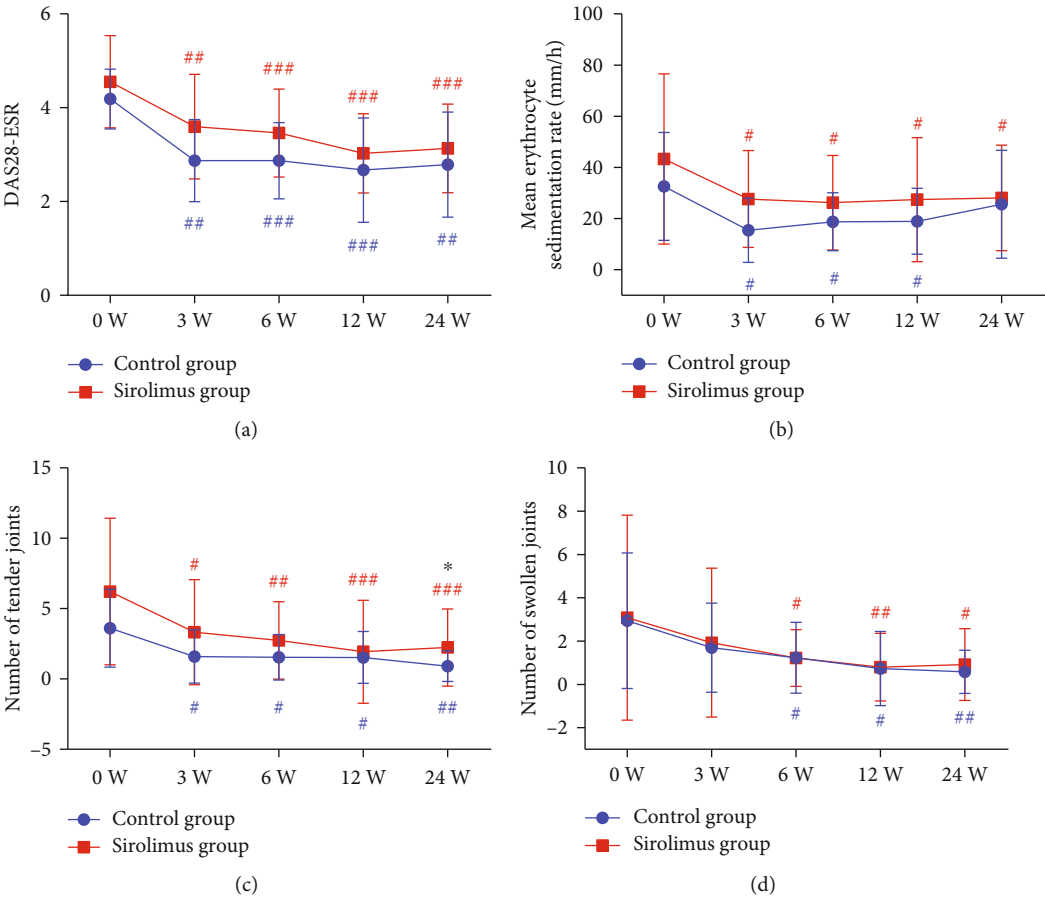 6
4
2
0
DAS28-ESR
##
###
###
###
##
###
###
##
0 W
3 W
6 W
12 W
24 W
Control group
Sirolimus group
(a)
100
80
60
40
20
0
Mean erythrocyte
sedimentation rate (mm/h)
#
#
#
#
#
#
#
0 W
3 W
6 W
12 W
24 W
Control group
Sirolimus group
(b)
15
10
5
0
–5
Number of tender joints
#
##
###
*
###
#
#
#
##
0 W
3 W
6 W
12 W
24 W
Control group
Sirolimus group
(c)
10
8
6
4
2
0
–2
Number of swollen joints
#
##
#
#
#
##
0 W
3 W
6 W
12 W
24 W
Control group
Sirolimus group
(d)